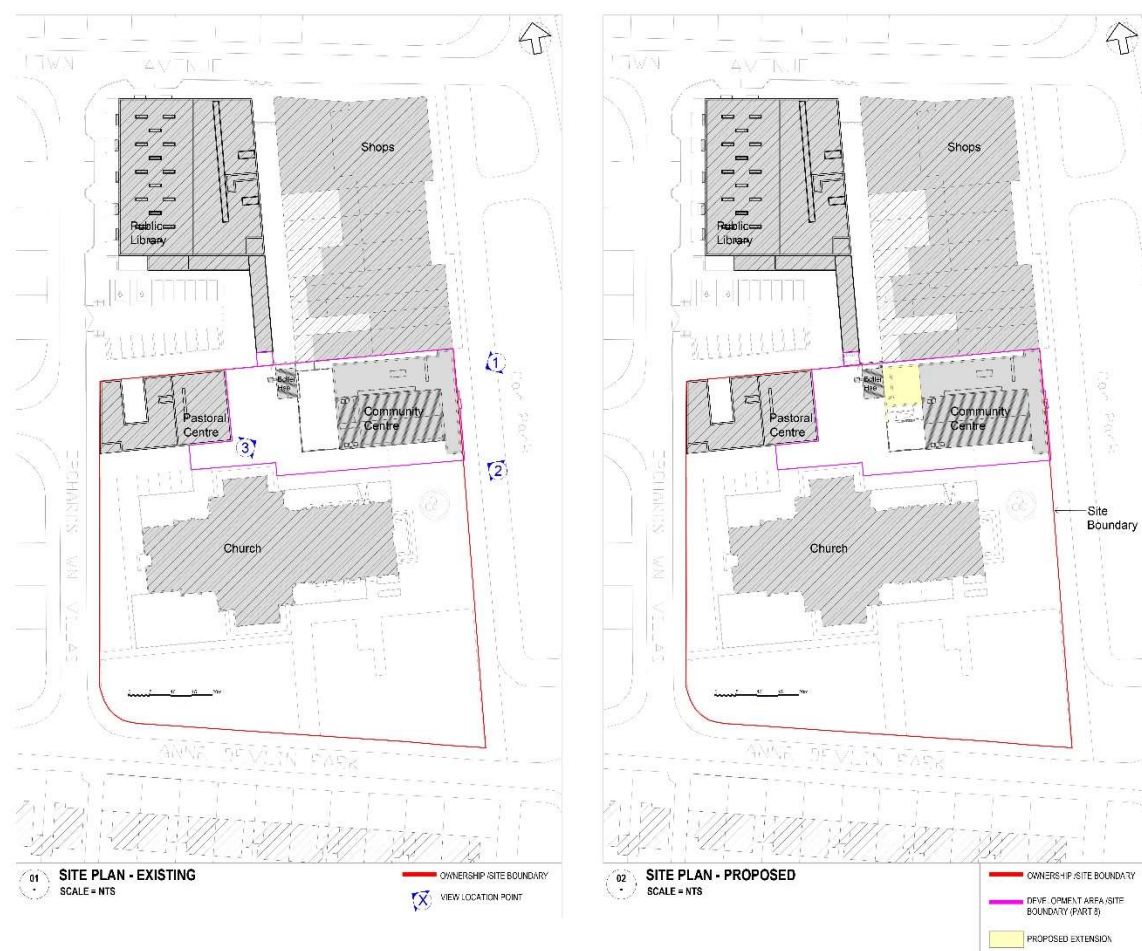 AVENUE
Shops
Public
Library
Pastoral
Centre
Community
Centre
1
2
3
Church
ANNE DEVLIN PARK
01
-
SITE PLAN - EXISTING
SCALE = NTS
OWNERSHIP /SITE BOUNDARY
X
VIEW LOCATION POINT
AVENUE
Shops
Public
Library
Pastoral
Centre
Community
Centre
Site
Boundary
Church
ANNE DEVLIN PARK
02
-
SITE PLAN - PROPOSED
SCALE = NTS
OWNERSHIP /SITE BOUNDARY
DEVELOPMENT AREA /SITE
BOUNDARY (PART 8)
PROPOSED EXTENSION